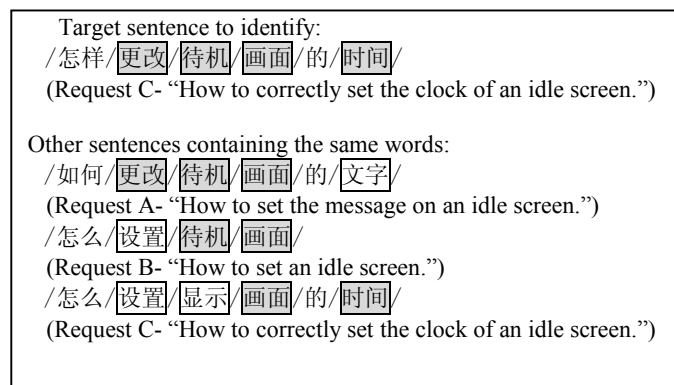 Target sentence to identify:
/怎样/更改/待机/画面/的/时间/
(Request C- “How to correctly set the clock of an idle screen.”)
Other sentences containing the same words:
/如何/更改/待机/画面/的/文字/
(Request A- “How to set the message on an idle screen.”)
/怎么/设置/待机/画面/
(Request B- “How to set an idle screen.”)
/怎么/设置/显示/画面/的/时间/
(Request C- “How to correctly set the clock of an idle screen.”)